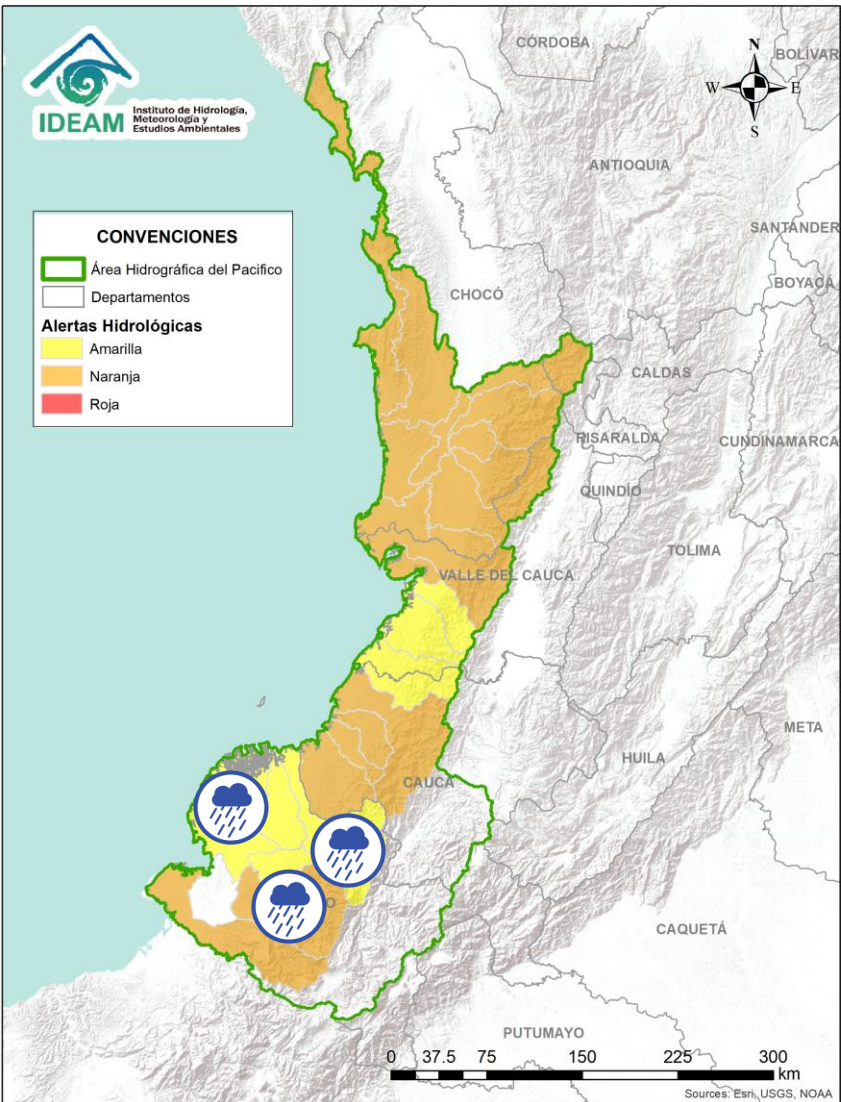 IDEAM
Instituto de Hidrología,
Meteorología y
Estudios Ambientales
CÓRDOBA
BOLÍVAR
N
W
E
S
ANTIOQUIA
SANTANDER
BOYACÁ
CONVENCIONES
Área Hidrográfica del Pacifico
Departamentos
Alertas Hidrológicas
Amarilla
Naranja
Roja
CHOCÓ
CALDAS
RISARALDA
CUNDINAMARCA
QUINDÍO
TOLIMA
VALLE DEL CAUCA
META
HUILA
CAUCA
O
CAQUETÁ
PUTUMAYO
0 37.5 75 150 225 300
km
Sources: Esri, USGS, NOAA